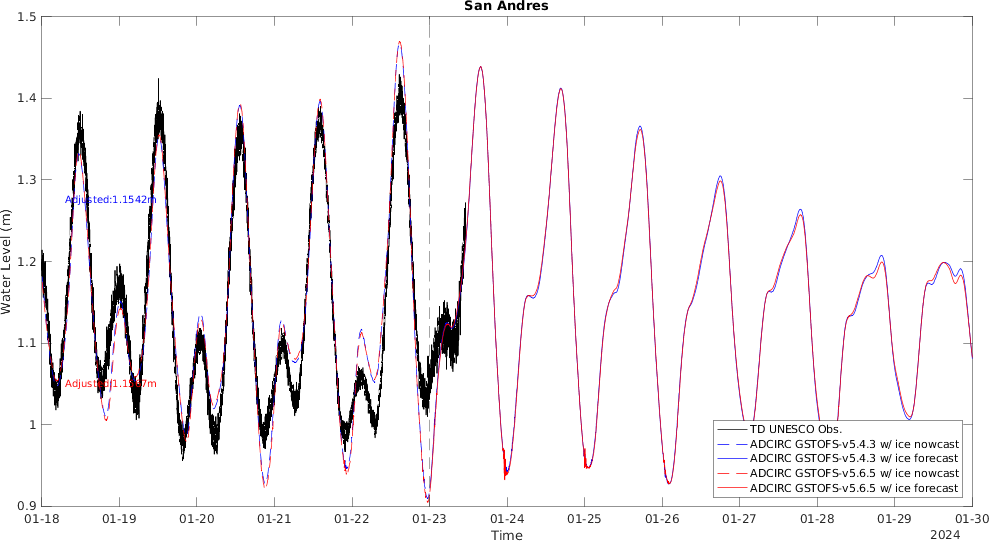 San Andres
Water Level (m)
1.5
1.4
1.3
1.2
1.1
1
0.9
Adjusted:1.1542m
01-18
01-19
01-20
01-21
01-22
01-23
01-24
01-25
01-26
01-27
01-28
01-29
01-30
Time
2024
TD UNESCO Obs.
ADCIRC GSTOFS-v5.4.3 w/ ice nowcast
ADCIRC GSTOFS-v5.4.3 w/ ice forecast
ADCIRC GSTOFS-v5.6.5 w/ ice nowcast
ADCIRC GSTOFS-v5.6.5 w/ ice forecast